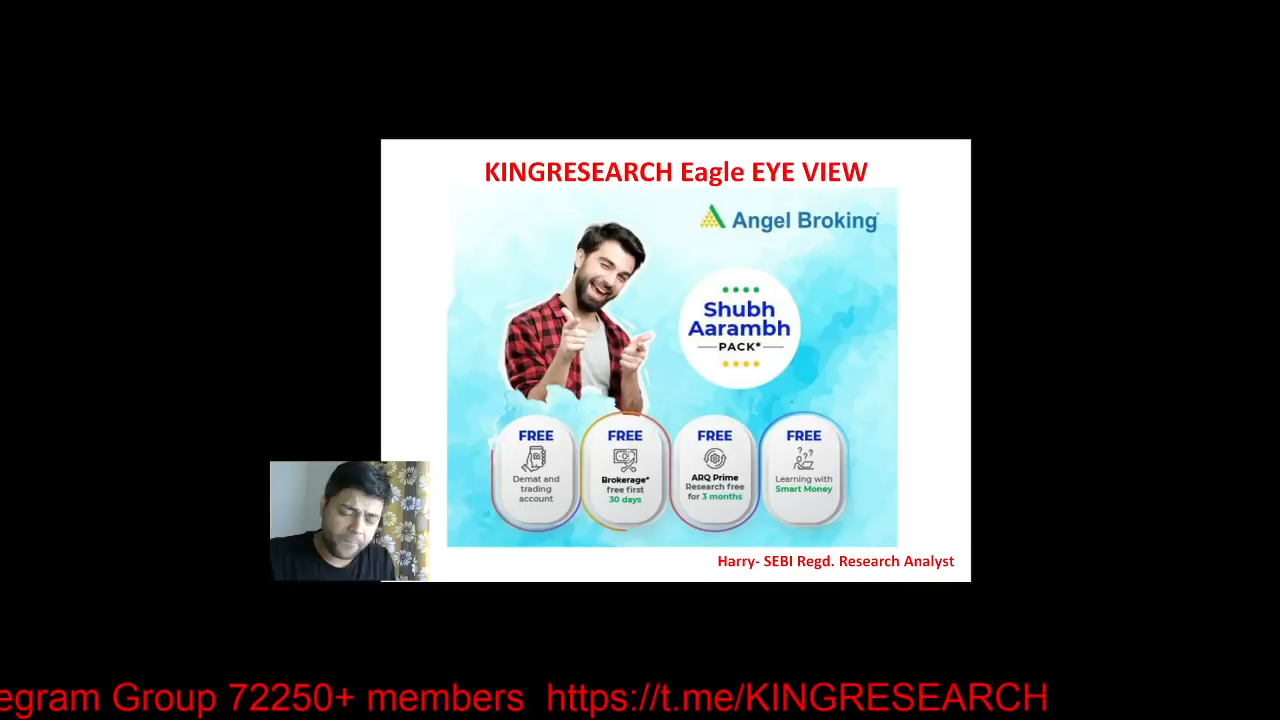 KINGRESEARCH Eagle EYE VIEW
Angel Broking
Shubh
Aarambh
PACK*
FREE
Demat and
trading
account
FREE
Brokerage*
free first
30 days
FREE
ARQ Prime
Research free
for 3 months
FREE
Learning with
Smart Money
Harry- SEBI Regd. Research Analyst
egram Group 72250+ members https://t.me/KINGRESEARCH